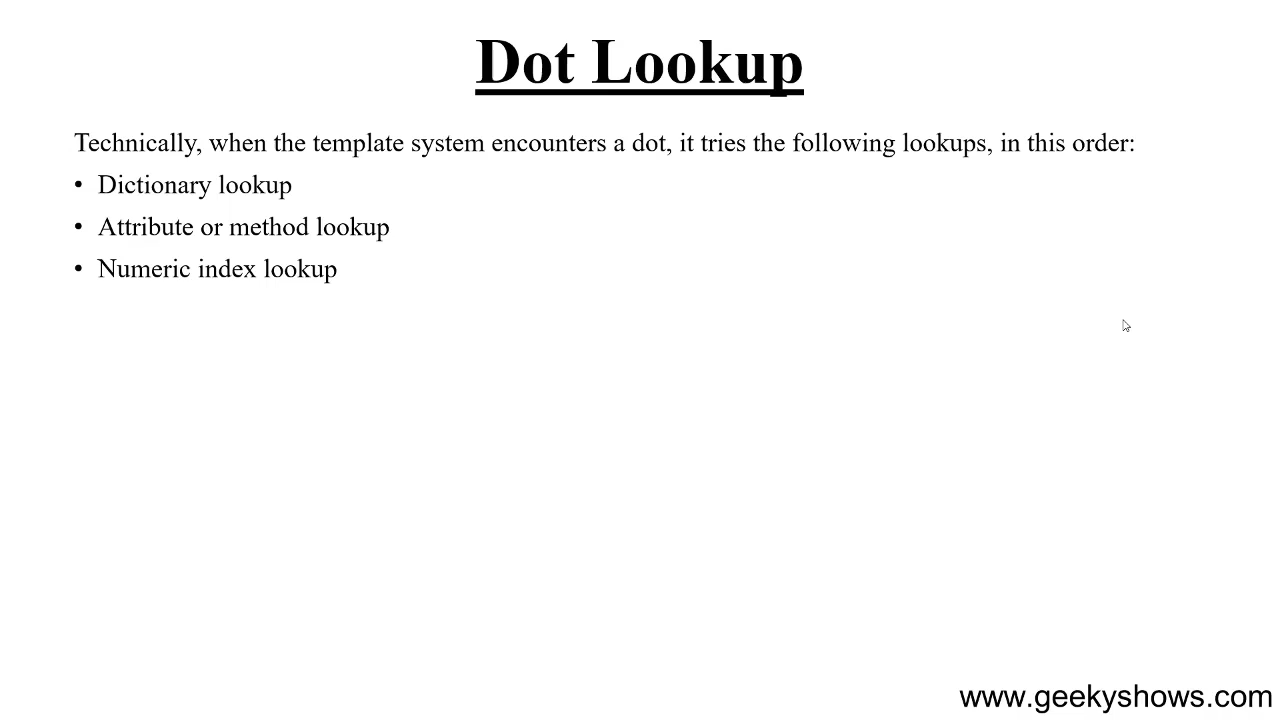 Dot Lookup
Technically, when the template system encounters a dot, it tries the following lookups, in this order:
• Dictionary lookup
• Attribute or method lookup
• Numeric index lookup
www.geekyshows.com